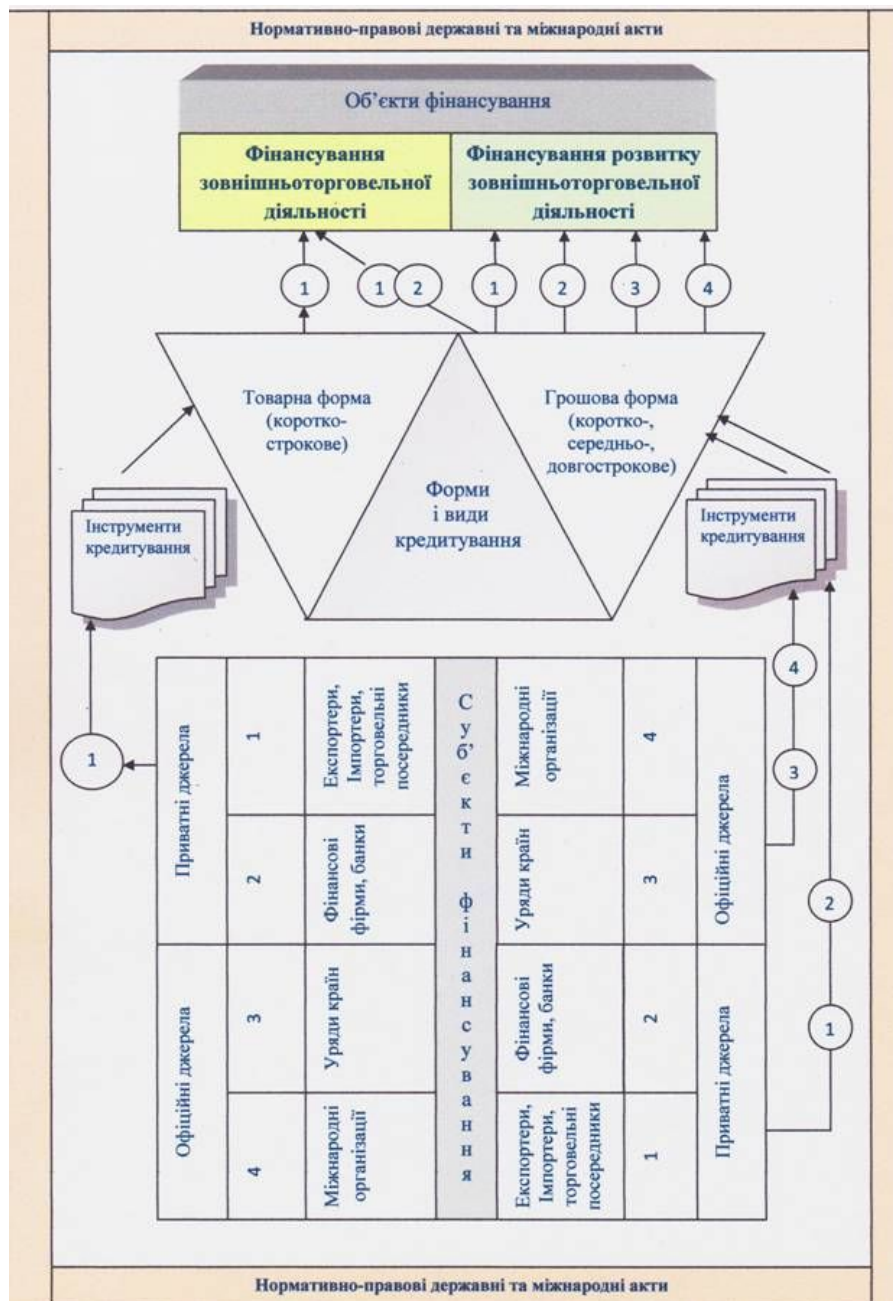 Нормативно-правові державні та міжнародні акти
Об’єкти фінансування
Фінансування
зовнішньоторговельної
діяльності
Фінансування розвитку
зовнішньоторговельної
діяльності
1
1
2
1
2
3
4
Товарна форма
(коротко-
строкове)
Грошова форма
(коротко-,
середньо-,
довгострокове)
Форми
і види
кредитування
Інструменти
кредитування
Інструменти
кредитування
1
4
3
2
1
Приватні джерела
1
Експортери,
Імпортери,
торговельні
посередники
2
Фінансові
фірми, банки
Офіційні джерела
3
Уряди країн
4
Міжнародні
організації
Суб’єкти фінансування
Міжнародні
організації
4
Уряди країн
3
Офіційні джерела
Фінансові
фірми, банки
2
Експортери,
Імпортери,
торговельні
посередники
1
Приватні джерела
Нормативно-правові державні та міжнародні акти